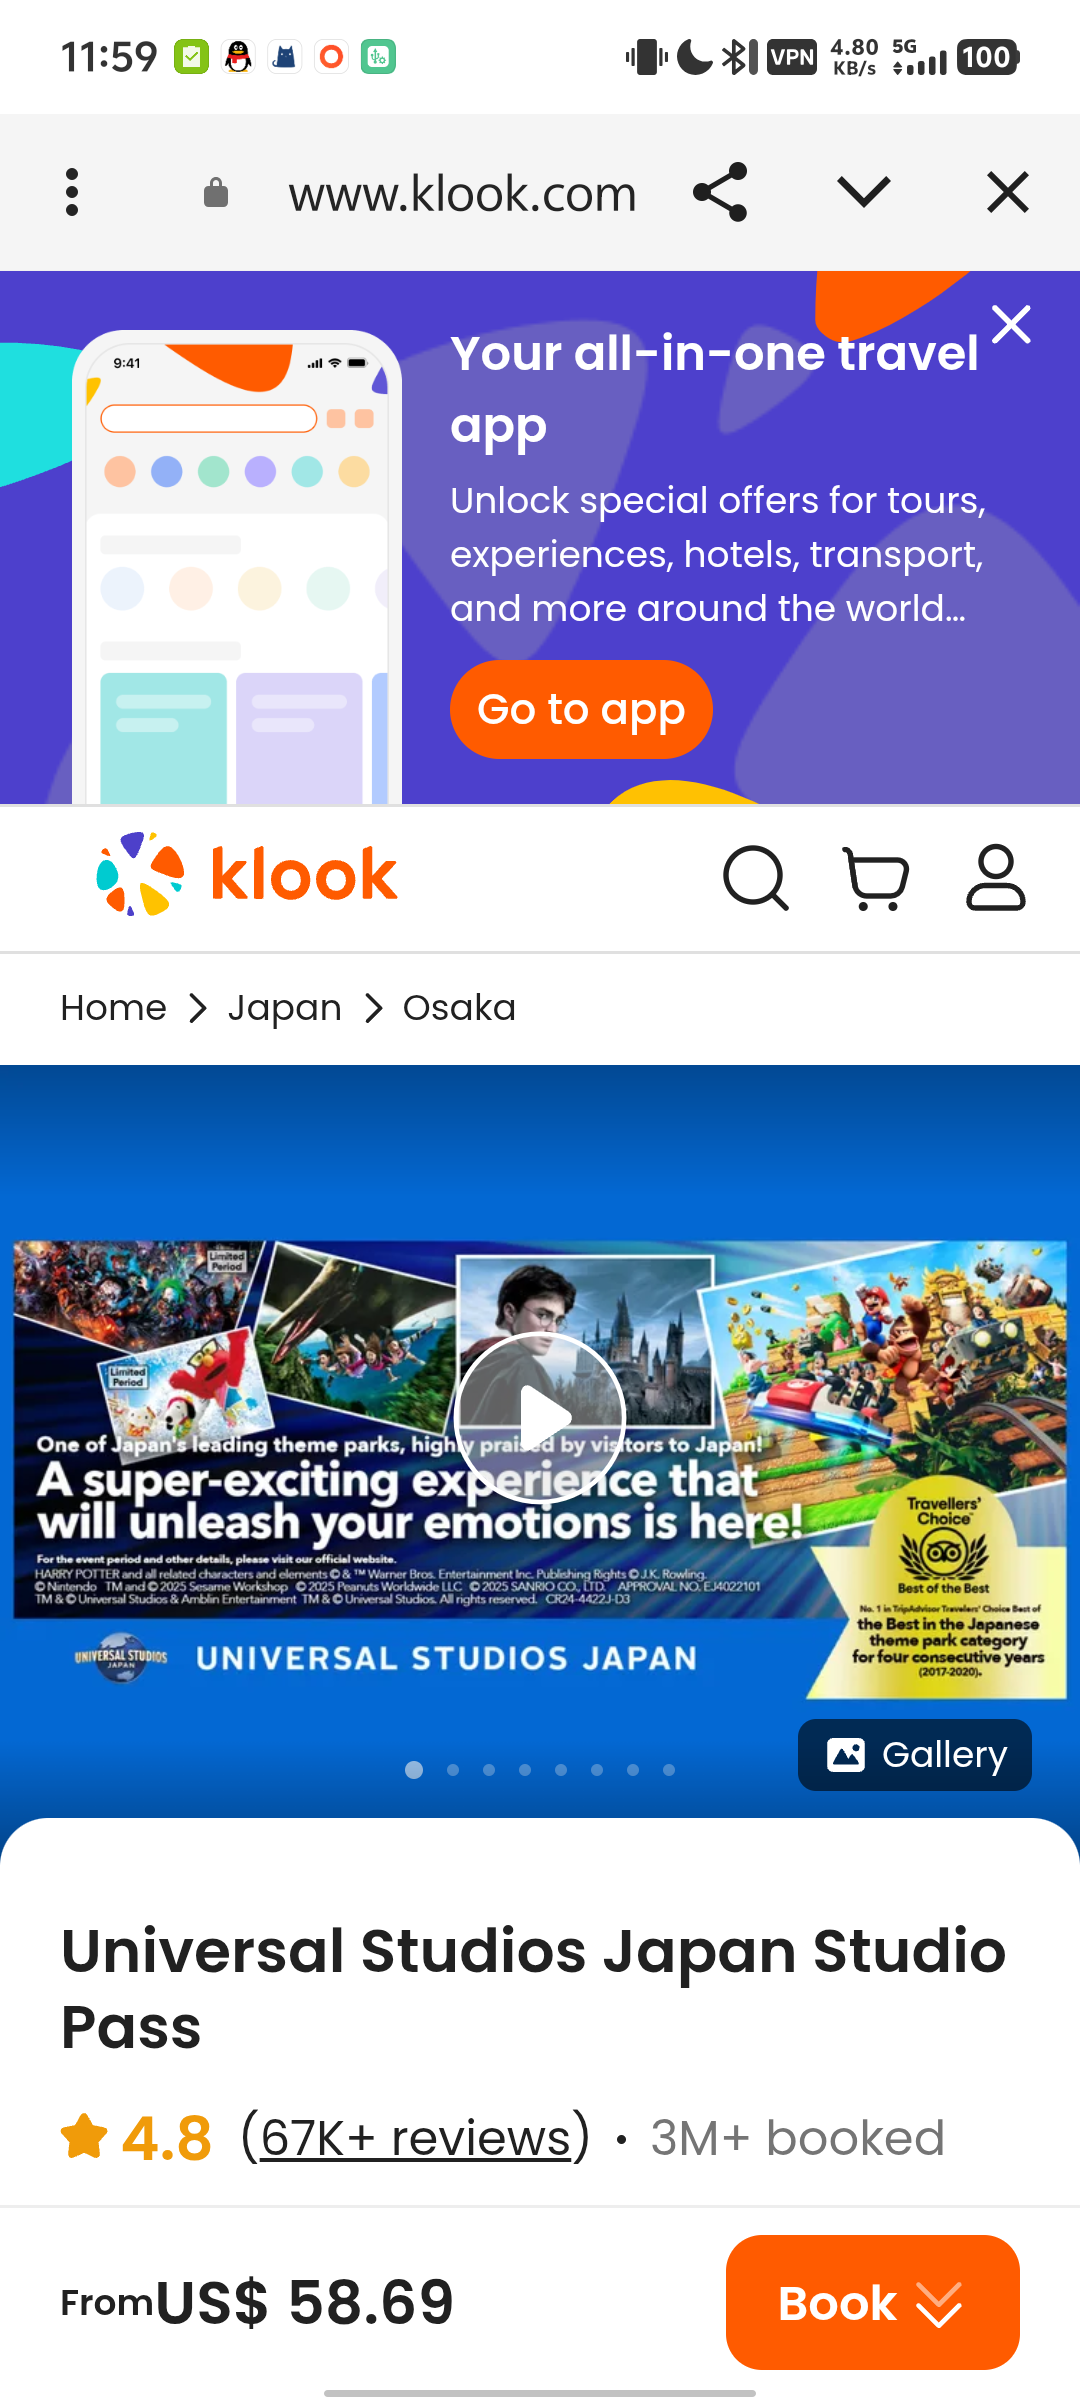 11:59
VPN
4.80 KB/s
5G
100
www.klook.com
9:41
Your all-in-one travel app
Unlock special offers for tours,
experiences, hotels, transport,
and more around the world...
Go to app
klook
Home > Japan > Osaka
Limited Period
Limited Period
One of Japan's leading theme parks, highly praised by visitors to Japan!
A super-exciting experience that
will unleash your emotions is here!
For the event period and other details, please visit our official website.
HARRY POTTER and all related characters and elements © & ™ Warner Bros. Entertainment Inc. Publishing Rights © J.K. Rowling.
© Nintendo TM and © 2025 Sesame Workshop © 2025 Peanuts Worldwide LLC © 2025 SANRIO CO., LTD. APPROVAL NO. EJ4022101
TM & © Universal Studios & Amblin Entertainment TM & © Universal Studios. All rights reserved. CR24-4422J-D3
Travellers'
Choice™
Best of the Best
No. 1 in TripAdvisor Travelers' Choice Best of
the Best in the Japanese
theme park category
for four consecutive years
(2017-2020).
UNIVERSAL STUDIOS
JAPAN
UNIVERSAL STUDIOS JAPAN
Gallery
Universal Studios Japan Studio
Pass
4.8 (67K+ reviews) · 3M+ booked
From US$ 58.69
Book